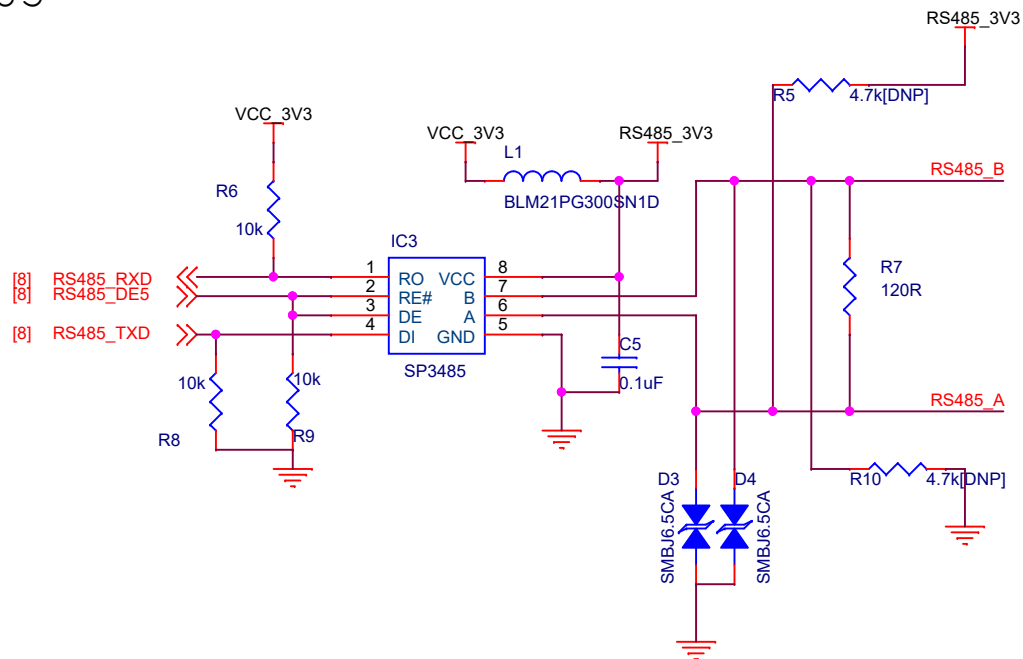 RS485_3V3
R5 4.7k[DNP]
VCC_3V3
VCC_3V3 RS485_3V3
L1
BLM21PG300SN1D
RS485_B
R6
10k
IC3
[8] RS485_RXD
[8] RS485_DE5
[8] RS485_TXD
1 RO VCC 8
2 RE# B 7
3 DE A 6
4 DI GND 5
SP3485
R7
120R
C5
0.1uF
10k
R8
10k
R9
RS485_A
R10 4.7k[DNP]
D3
SMBJ6.5CA
D4
SMBJ6.5CA